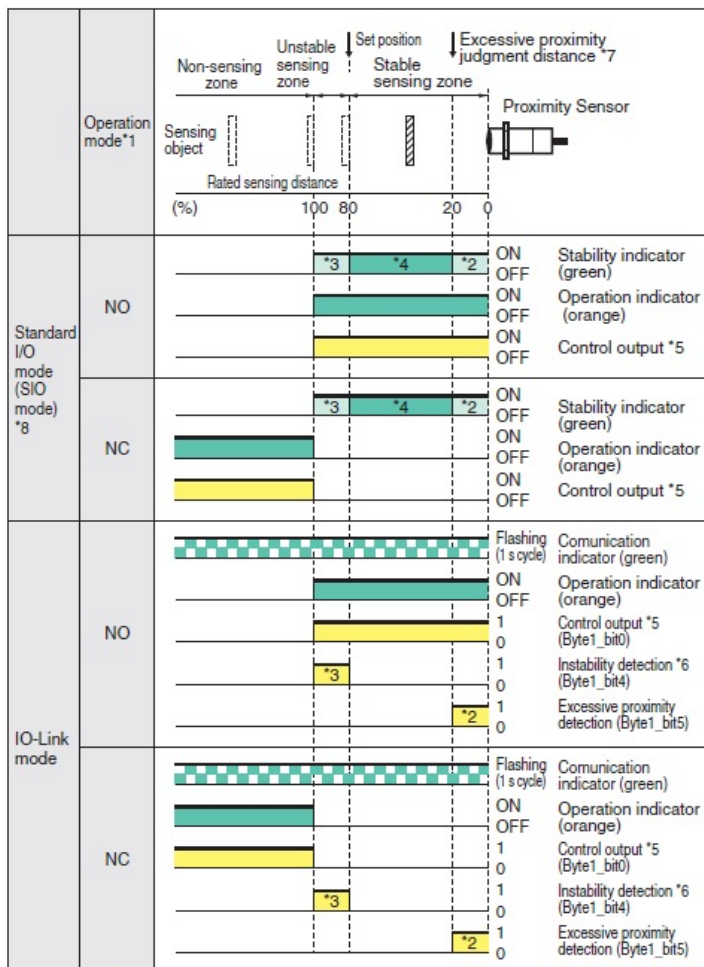 Operation
mode*1
Non-sensing
zone
Unstable
sensing
zone
Set position
Stable
sensing zone
Excessive proximity
judgment distance *7
Sensing
object
Proximity Sensor
Rated sensing distance
(%)
100 80 20 0
Standard
I/O
mode
(SIO
mode)
*8
NO
*3 *4 *2
ON
OFF
Stability indicator
(green)
ON
OFF
Operation indicator
(orange)
ON
OFF
Control output *5
NC
*3 *4 *2
ON
OFF
Stability indicator
(green)
ON
OFF
Operation indicator
(orange)
ON
OFF
Control output *5
IO-Link
mode
NO
Flashing
(1 s cycle)
Comunication
indicator (green)
ON
OFF
Operation indicator
(orange)
1
0
Control output *5
(Byte1_bit0)
*3
1
0
Instability detection *6
(Byte1_bit4)
*2
1
0
Excessive proximity
detection (Byte1_bit5)
NC
Flashing
(1 s cycle)
Comunication
indicator (green)
ON
OFF
Operation indicator
(orange)
1
0
Control output *5
(Byte1_bit0)
*3
1
0
Instability detection *6
(Byte1_bit4)
*2
1
0
Excessive proximity
detection (Byte1_bit5)